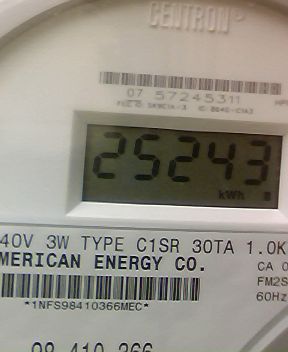 CENTRON
07 57245311
25243
kWh
40V 3W TYPE C1SR 30TA 1.0K
MERICAN ENERGY CO.
CA 0
FM2S
*1NFS98410366MEC*
60Hz
98 410 366